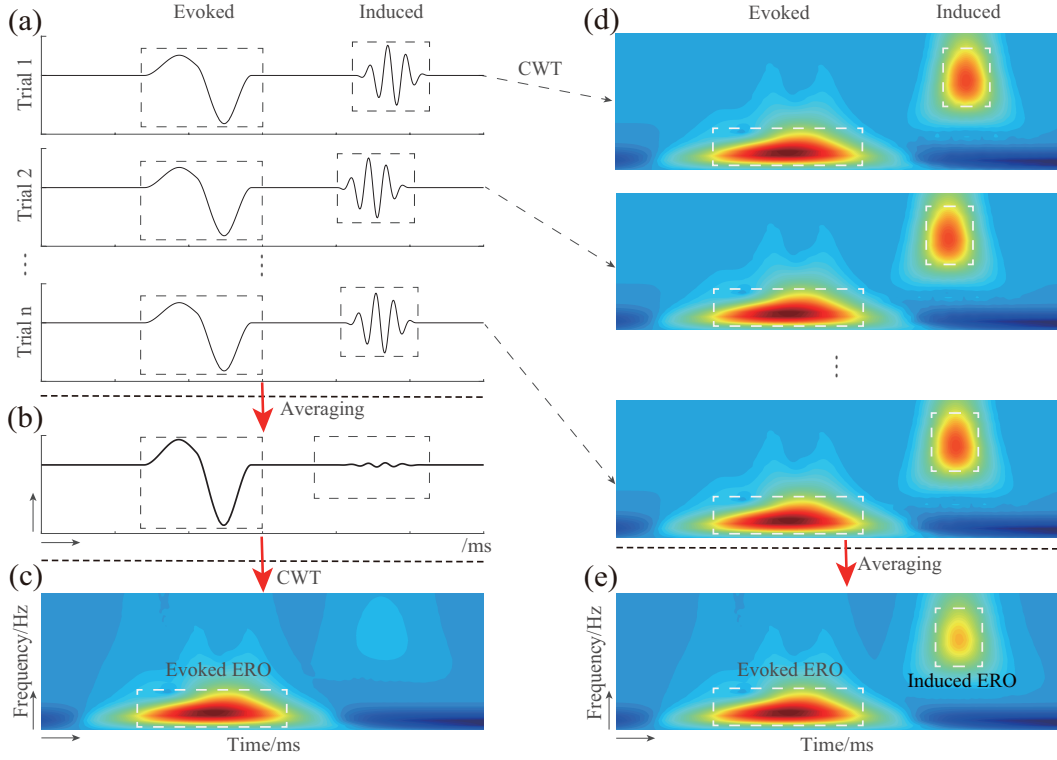 (a)
Evoked
Induced
Trial 1
Trial 2
...
Trial n
Averaging
(b)
/ms
CWT
(c)
Frequency/Hz
Evoked ERO
Time/ms
(d)
Evoked
Induced
CWT
...
Averaging
(e)
Frequency/Hz
Evoked ERO
Induced ERO
Time/ms